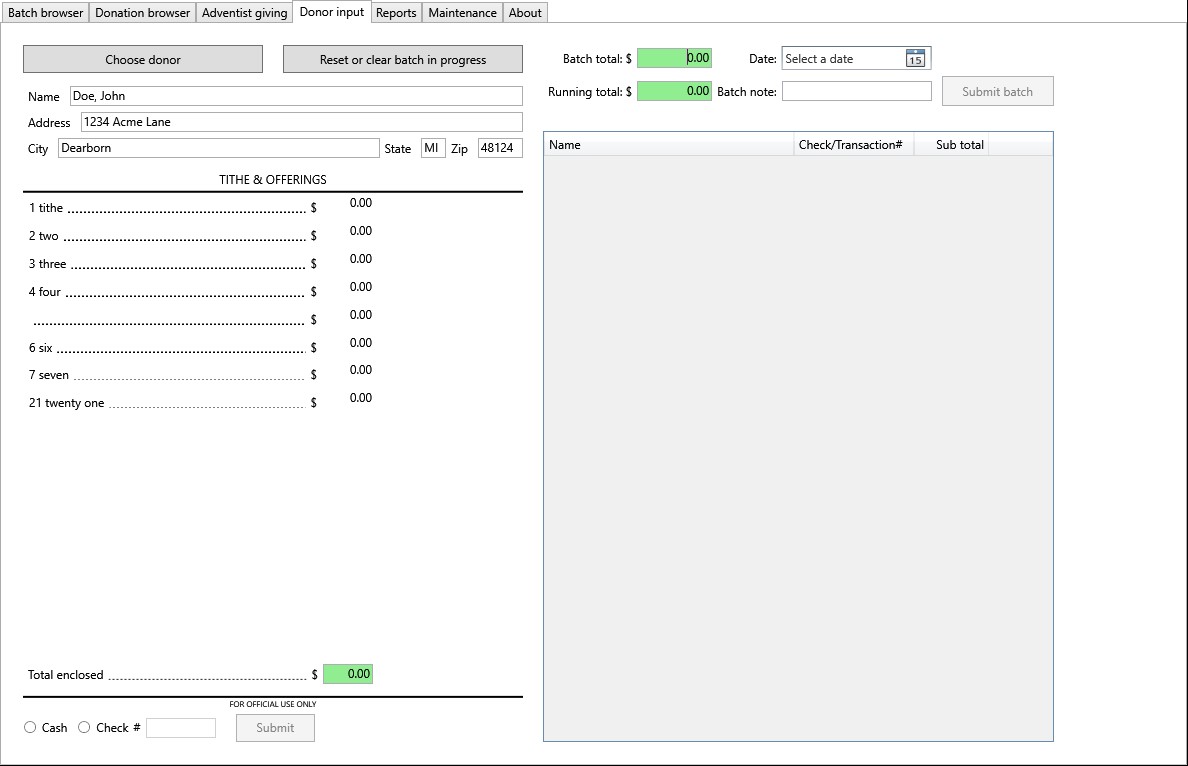 Batch browser Donation browser Adventist giving Donor input Reports Maintenance About
Choose donor Reset or clear batch in progress
Name Doe, John
Address 1234 Acme Lane
City Dearborn State MI Zip 48124
TITHE & OFFERINGS
1 tithe $ 0.00
2 two $ 0.00
3 three $ 0.00
4 four $ 0.00
$ 0.00
6 six $ 0.00
7 seven $ 0.00
21 twenty one $ 0.00
Total enclosed $ 0.00
FOR OFFICIAL USE ONLY
Cash Check # Submit
Batch total: $ 0.00 Date: Select a date 15
Running total: $ 0.00 Batch note: Submit batch
Name Check/Transaction# Sub total